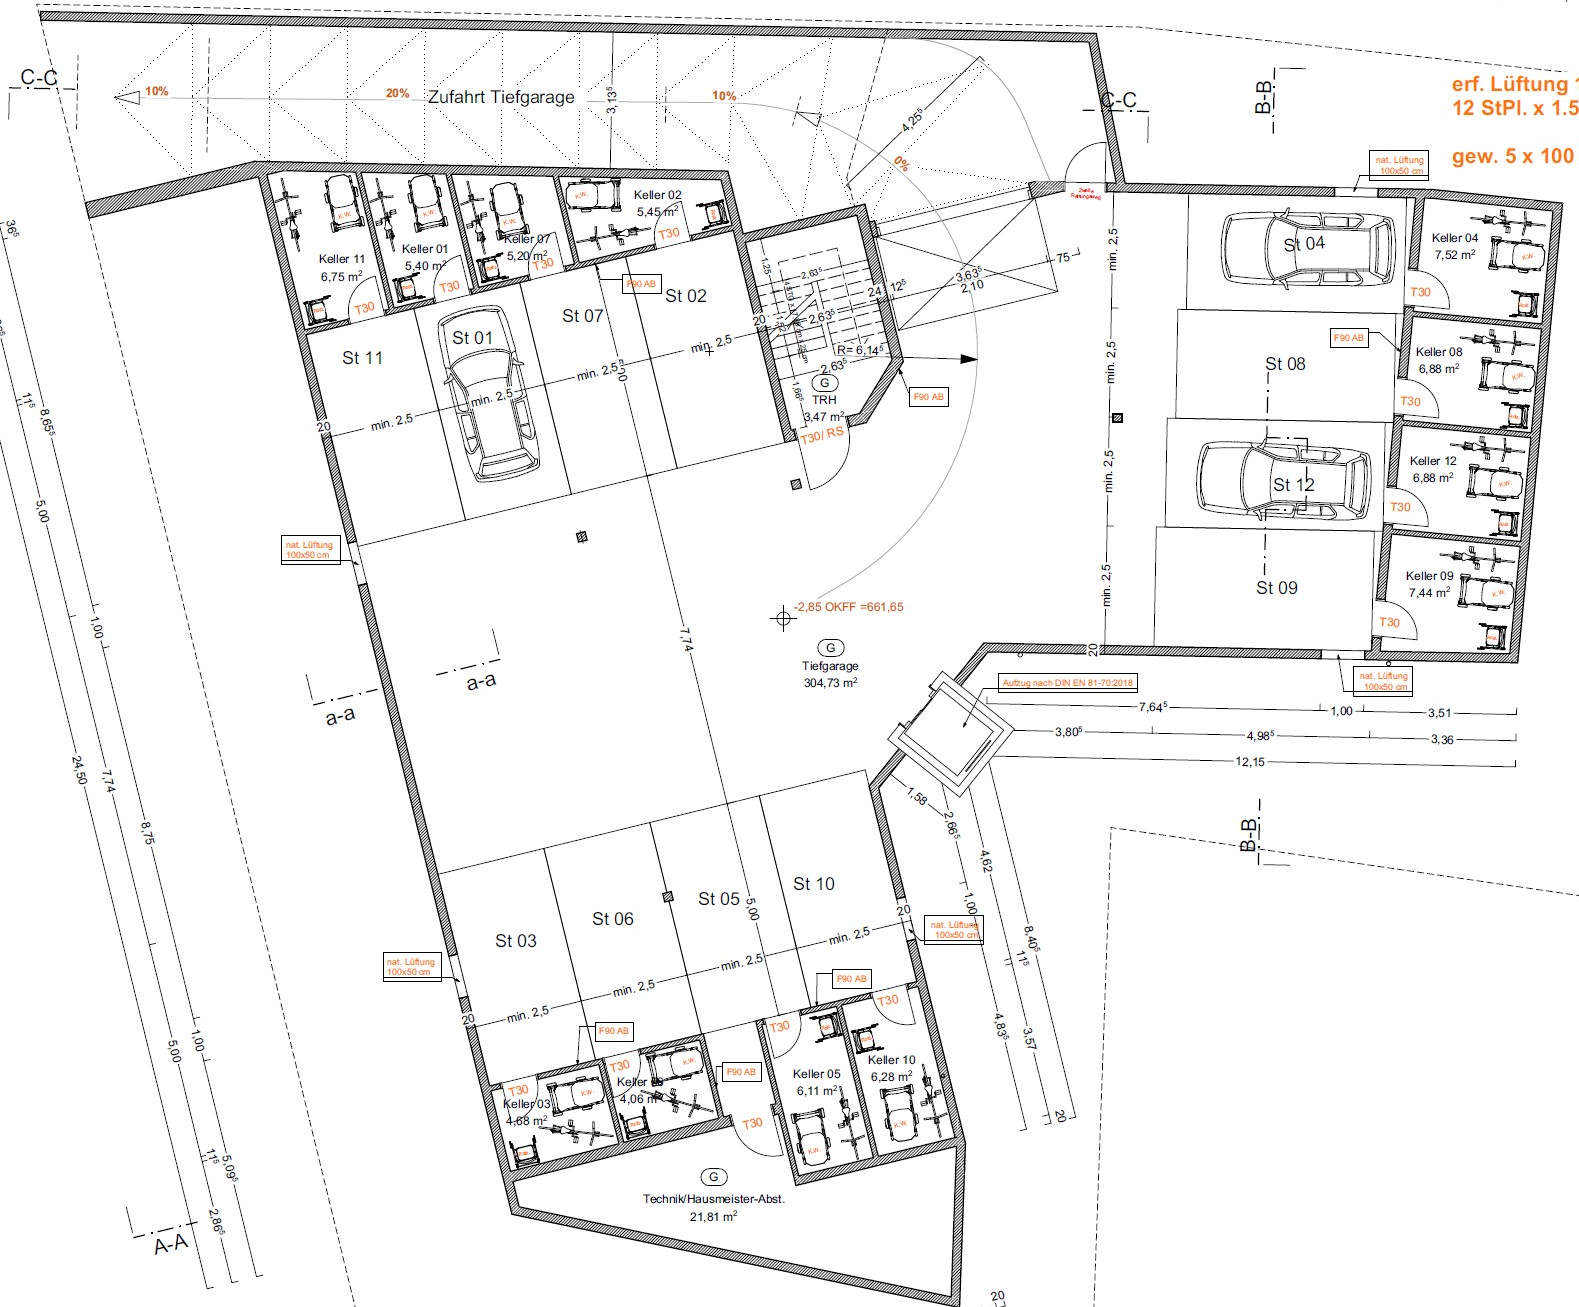 C-C
10%
20%
Zufahrt Tiefgarage
10%
3,13⁵
4,25⁵
0%
C-C
B-B
erf. Lüftung
12 StPl. x 1.5
gew. 5 x 100
nat. Lüftung
100x50 cm
Keller 11
6,75 m²
Keller 01
5,40 m²
Keller 07
5,20 m²
Keller 02
5,45 m²
K.W.
K.W.
K.W.
K.W.
T30
T30
T30
T30
F90 AB
St 11
St 01
St 07
St 02
min. 2,5
min. 2,5
min. 2,5
min. 2,5
5,00
20
20
1,25
2,63⁵
2,63⁵
2,63⁵
1,66⁵
24
12⁵
3,63⁵
2,10
75
R= 6,14⁵
G
TRH
3,47 m²
T30/ RS
F90 AB
St 04
St 08
St 12
St 09
min. 2,5
min. 2,5
min. 2,5
min. 2,5
Keller 04
7,52 m²
Keller 08
6,88 m²
Keller 12
6,88 m²
Keller 09
7,44 m²
K.W.
K.W.
K.W.
K.W.
T30
T30
T30
T30
F90 AB
nat. Lüftung
100x50 cm
-2,85 OKFF =661,65
G
Tiefgarage
304,73 m²
7,74
a-a
a-a
20
Aufzug nach DIN EN 81-70:2018
nat. Lüftung
100x50 cm
7,64⁵
1,00
3,51
3,80⁵
4,98⁵
3,36
12,15
B-B
1,58
2,66⁵
4,62
1,00
8,40⁵
11⁵
4,83⁵
3,57
20
36⁵
8,65⁵
11⁵
5,00
1,00
24,50
7,74
8,75
1,00
5,00
11⁵
5,09⁵
2,86⁵
A-A
St 03
St 06
St 05
St 10
5,00
min. 2,5
min. 2,5
min. 2,5
min. 2,5
20
20
nat. Lüftung
100x50 cm
nat. Lüftung
100x50 cm
F90 AB
F90 AB
F90 AB
T30
T30
T30
T30
T30
Keller 03
4,68 m²
Keller
4,06 m
Keller 05
6,11 m²
Keller 10
6,28 m²
K.W.
K.W.
K.W.
K.W.
G
Technik/Hausmeister-Abst.
21,81 m²
20